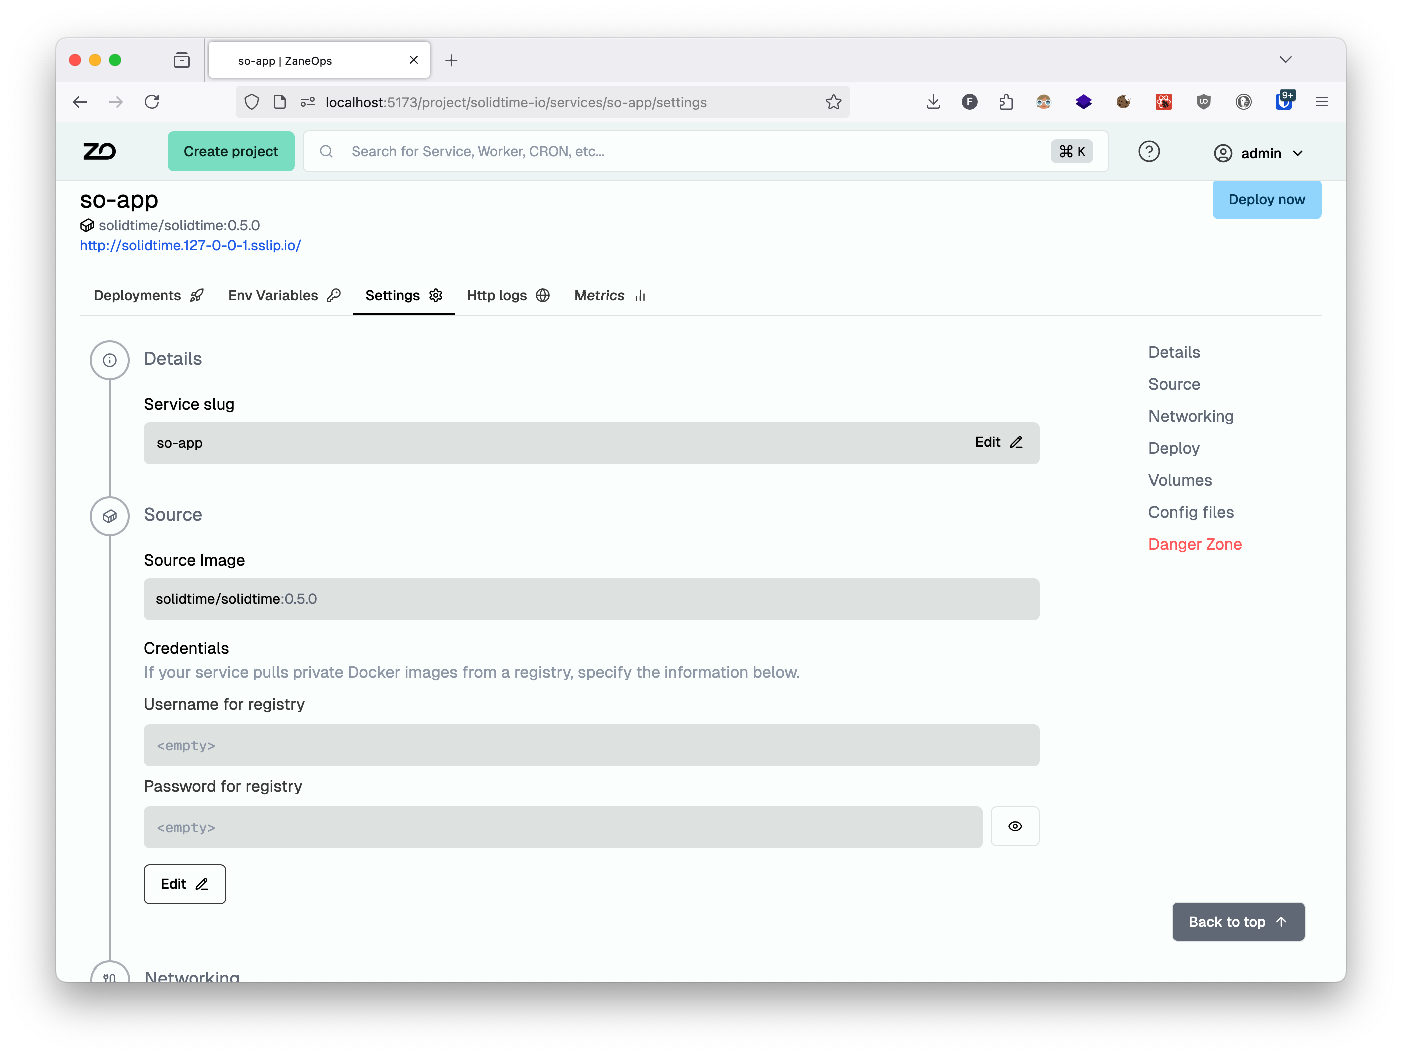 so-app | ZaneOps
localhost:5173/project/solidtime-io/services/so-app/settings
F
UD
9+
ZO
Create project
Search for Service, Worker, CRON, etc...
⌘ K
admin
so-app
Deploy now
solidtime/solidtime:0.5.0
http://solidtime.127-0-0-1.sslip.io/
Deployments
Env Variables
Settings
Http logs
Metrics
Details
Service slug
so-app
Edit
Source
Source Image
solidtime/solidtime:0.5.0
Credentials
If your service pulls private Docker images from a registry, specify the information below.
Username for registry
<empty>
Password for registry
<empty>
Edit
Networking
Details
Source
Networking
Deploy
Volumes
Config files
Danger Zone
Back to top